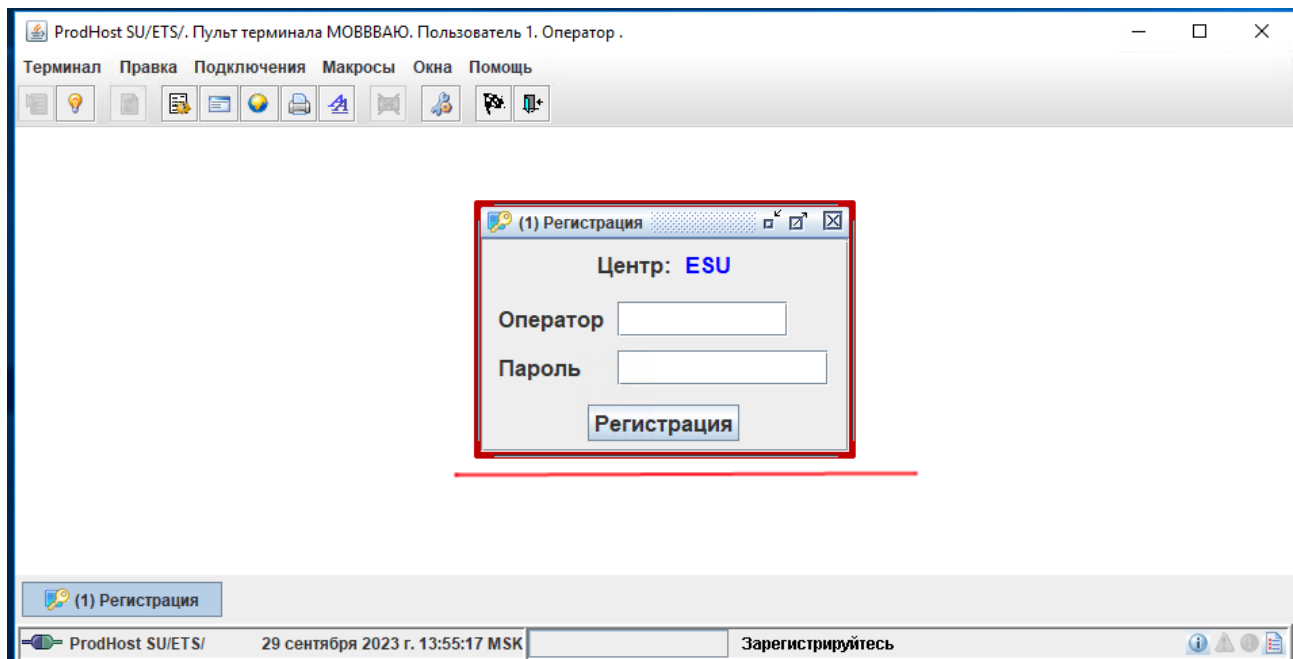 ProdHost SU/ETS/. Пульт терминала МОВВВАЮ. Пользователь 1. Оператор .
Терминал Правка Подключения Макросы Окна Помощь
(1) Регистрация
Центр: ESU
Оператор
Пароль
Регистрация
(1) Регистрация
ProdHost SU/ETS/ 29 сентября 2023 г. 13:55:17 MSK Зарегистрируйтесь